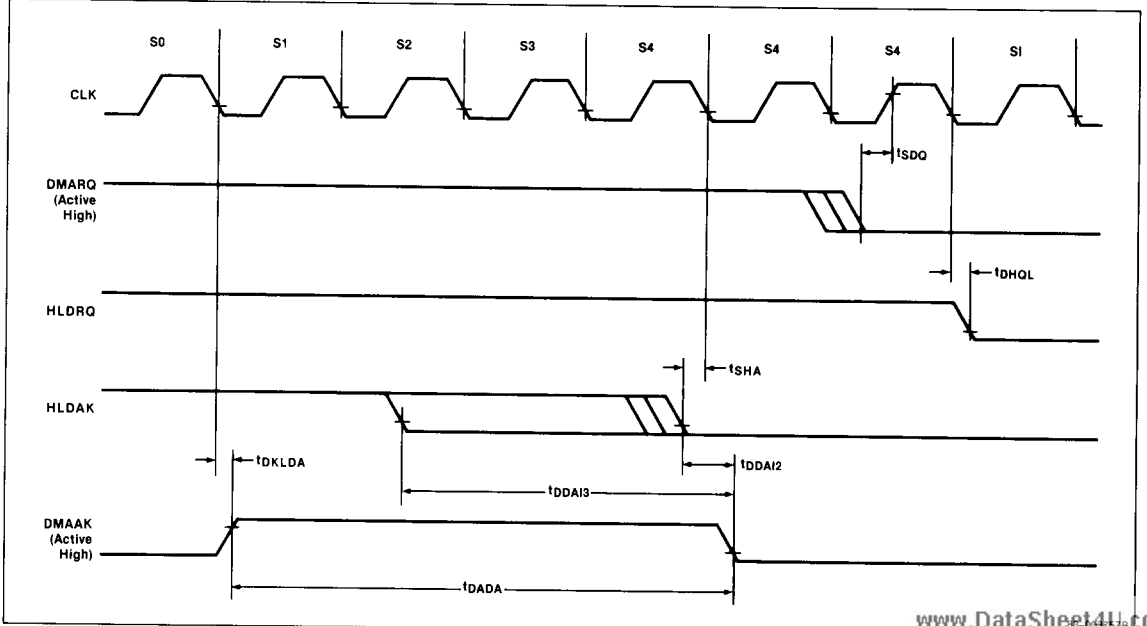 S0 S1 S2 S3 S4 S4 S4 SI
CLK
tSDQ
DMARQ
(Active
High)
tDHQL
HLDRQ
tSHA
HLDAK
tDKLDA
tDDAI2
tDDAI3
DMAAK
(Active
High)
tDADA
www.DataSheet4U.co